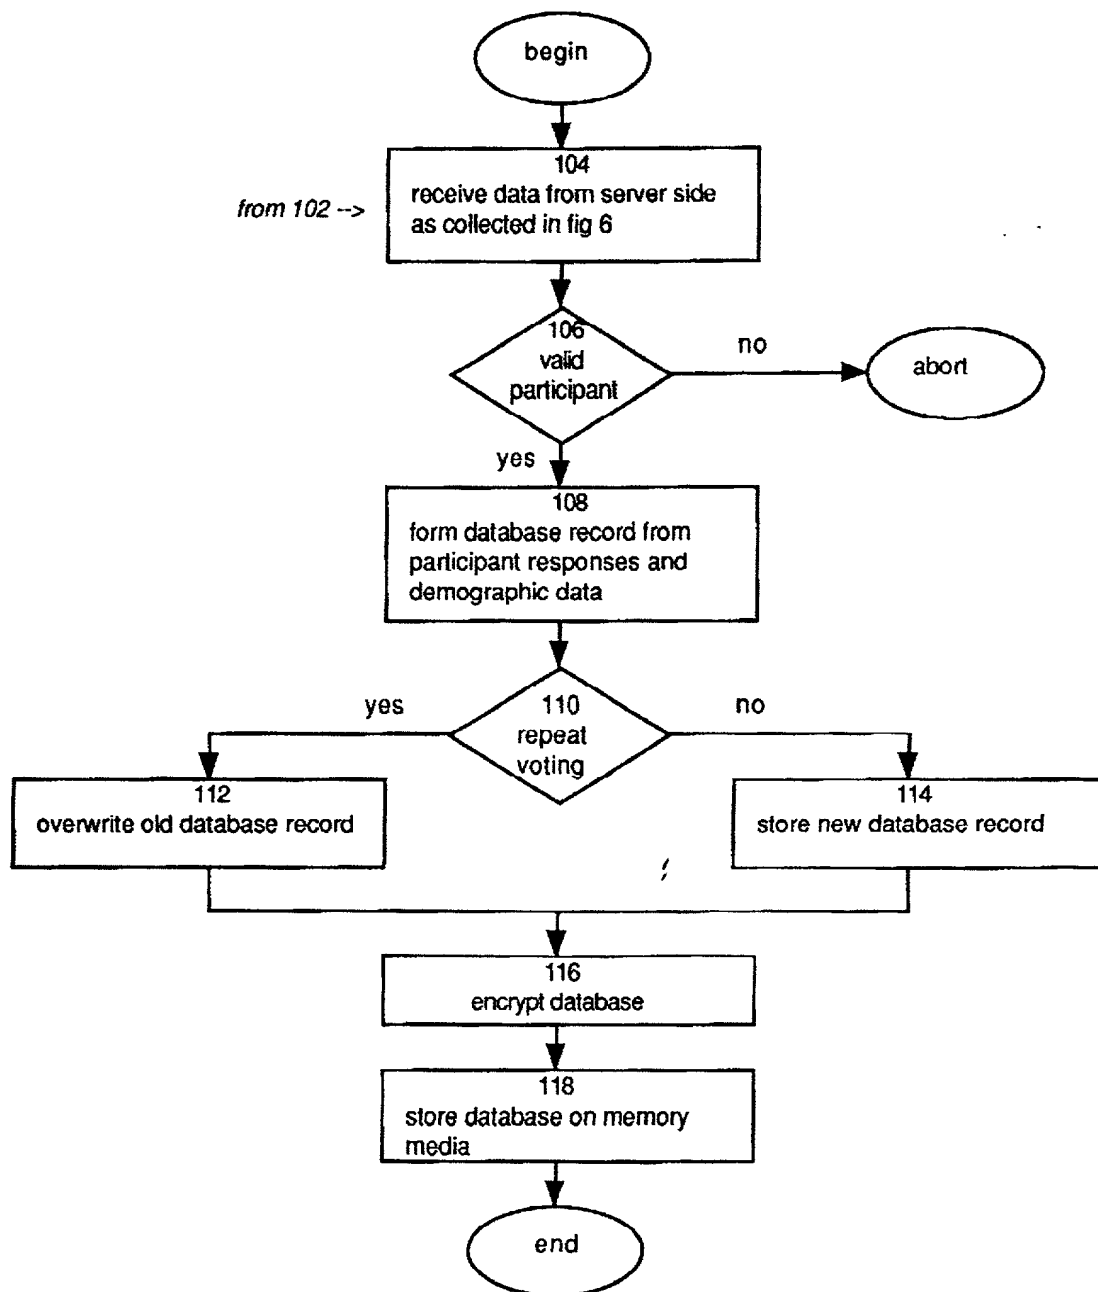 begin
104
receive data from server side
as collected in fig 6
from 102 -->
106
valid
participant
no
abort
yes
108
form database record from
participant responses and
demographic data
yes
110
repeat
voting
no
112
overwrite old database record
114
store new database record
116
encrypt database
118
store database on memory
media
end